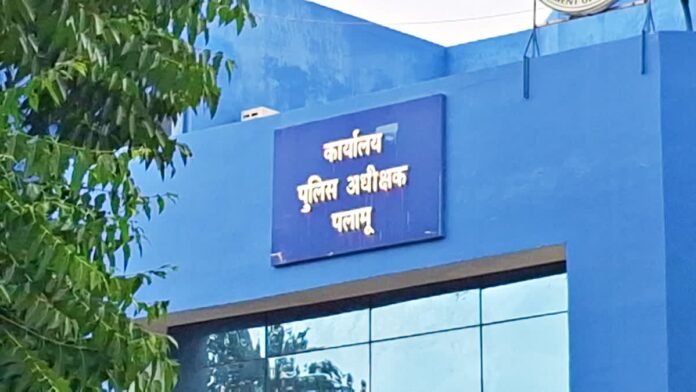 कार्यालय
पुलिस अधीक्षक
पलामू